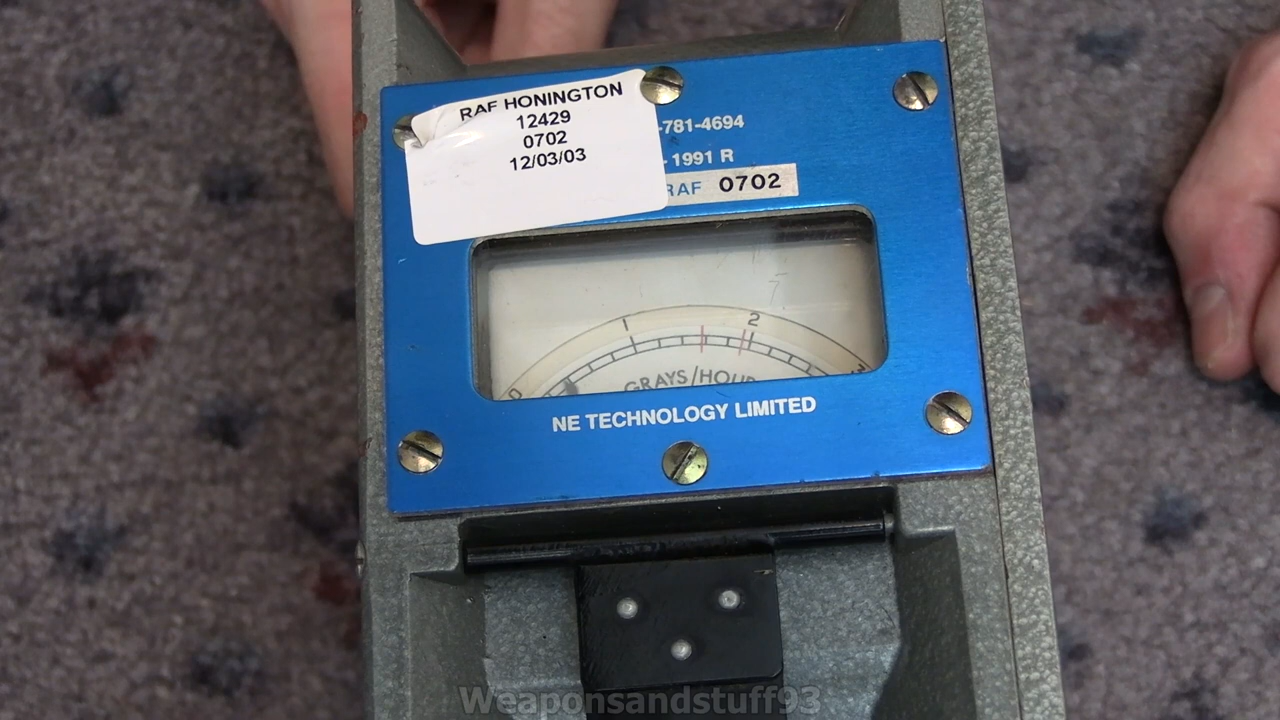 RAF HONINGTON
12429
0702
12/03/03
-781-4694
- 1991 R
RAF 0702
0 1 2
GRAYS/HOUR
NE TECHNOLOGY LIMITED
Weaponsandstuff93